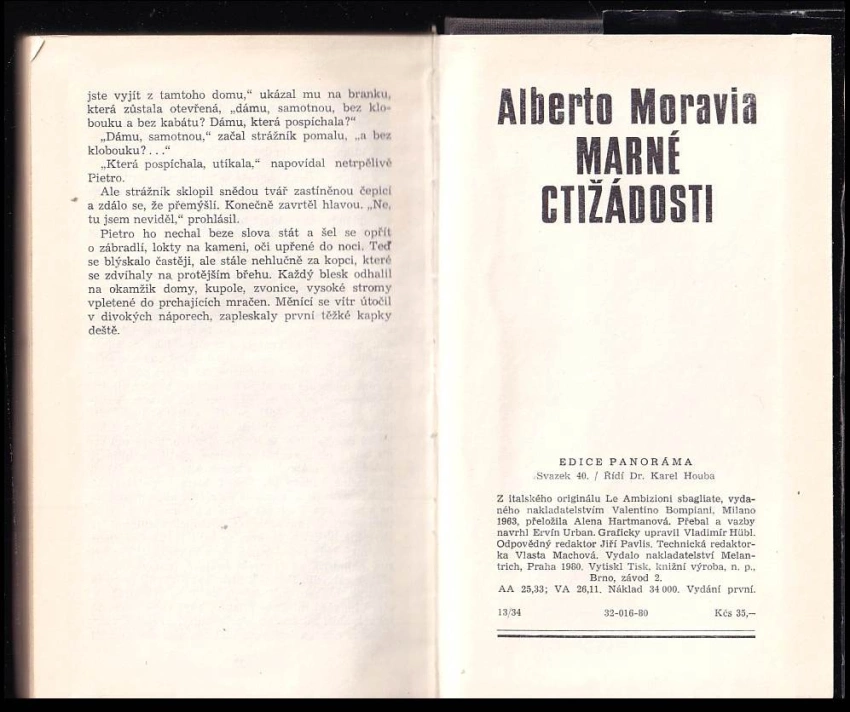 jste vyjít z tamtoho domu,“ ukázal mu na branku,
která zůstala otevřená, „dámu, samotnou, bez klo-
bouku a bez kabátu? Dámu, která pospíchala?“
„Dámu, samotnou,“ začal strážník pomalu, „a bez
klobouku?...“
„Která pospíchala, utíkala,“ napovídal netrpělivě
Pietro.
Ale strážník sklopil snědou tvář zastíněnou čepicí
a zdálo se, že přemýšlí. Konečně zavrtěl hlavou. „Ne,
tu jsem neviděl,“ prohlásil.
Pietro ho nechal beze slova stát a šel se opřít
o zábradlí, lokty na kameni, oči upřené do noci. Teď
se blýskalo častěji, ale stále nehlučně za kopci, které
se zdvíhaly na protějším břehu. Každý blesk odhalil
na okamžik domy, kupole, zvonice, vysoké stromy
vpletené do prchajících mračen. Měnící se vítr útočil
v divokých náporech, zapleskaly první těžké kapky
deště.
Alberto Moravia
MARNÉ
CTIŽÁDOSTI
EDICE PANORÁMA
Svazek 40. / Řídí Dr. Karel Houba
Z italského originálu Le Ambizioni sbagliate, vyda-
ného nakladatelstvím Valentino Bompiani, Milano
1963, přeložila Alena Hartmanová. Přebal a vazby
navrhl Ervín Urban. Graficky upravil Vladimír Hübl.
Odpovědný redaktor Jiří Pavlis. Technická redaktor-
ka Vlasta Machová. Vydalo nakladatelství Melan-
trich, Praha 1980. Vytiskl Tisk, knižní výroba, n. p.,
Brno, závod 2.
AA 25,33; VA 26,11. Náklad 34 000. Vydání první.
13/34 32-016-80 Kčs 35,—